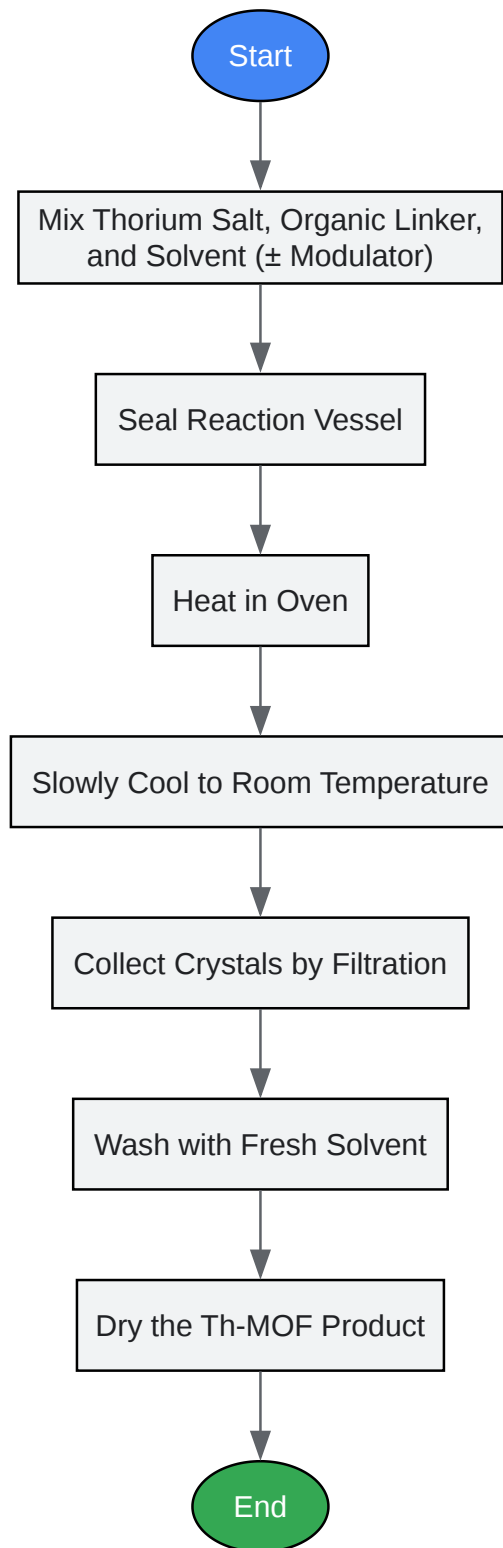 Start
Mix Thorium Salt, Organic Linker,
and Solvent (± Modulator)
Seal Reaction Vessel
Heat in Oven
Slowly Cool to Room Temperature
Collect Crystals by Filtration
Wash with Fresh Solvent
Dry the Th-MOF Product
End